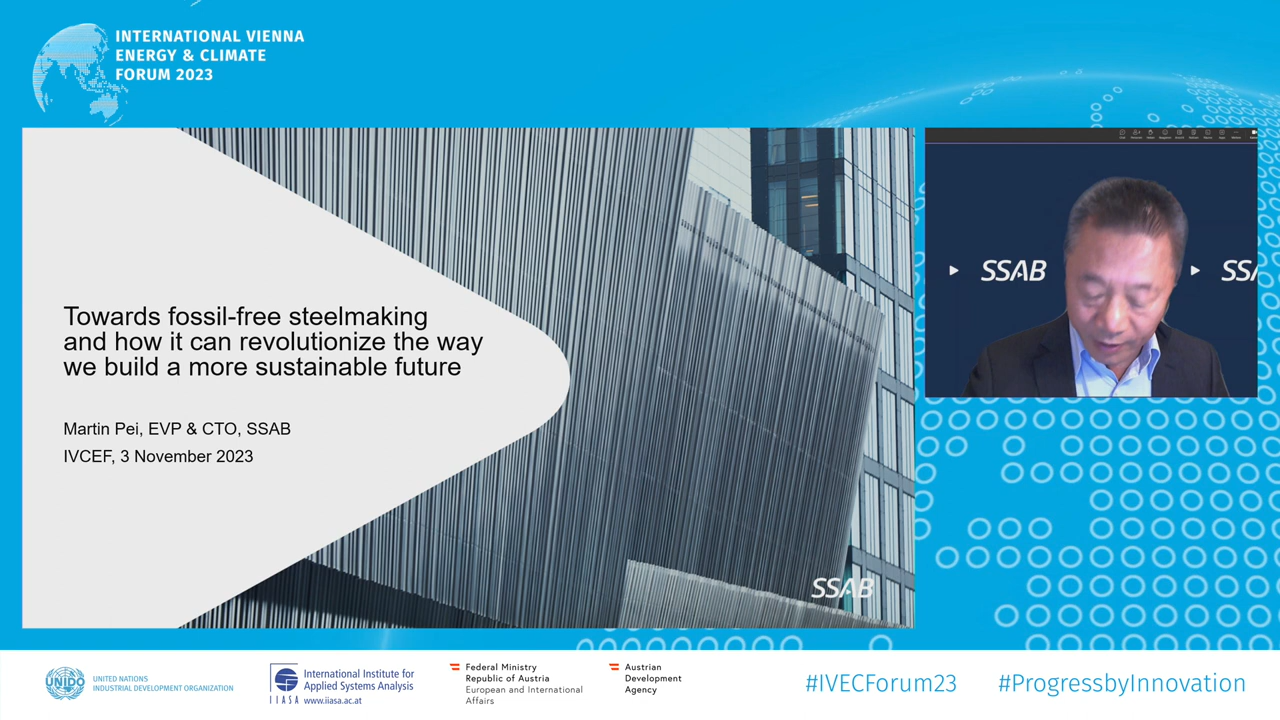 INTERNATIONAL VIENNA
ENERGY & CLIMATE
FORUM 2023
Towards fossil-free steelmaking
and how it can revolutionize the way
we build a more sustainable future
Martin Pei, EVP & CTO, SSAB
IVCEF, 3 November 2023
SSAB
SSAB
SSA
UNIDO
UNITED NATIONS
INDUSTRIAL DEVELOPMENT ORGANIZATION
IIASA
International Institute for
Applied Systems Analysis
www.iiasa.ac.at
Federal Ministry
Republic of Austria
European and International
Affairs
Austrian
Development
Agency
#IVECForum23
#ProgressbyInnovation